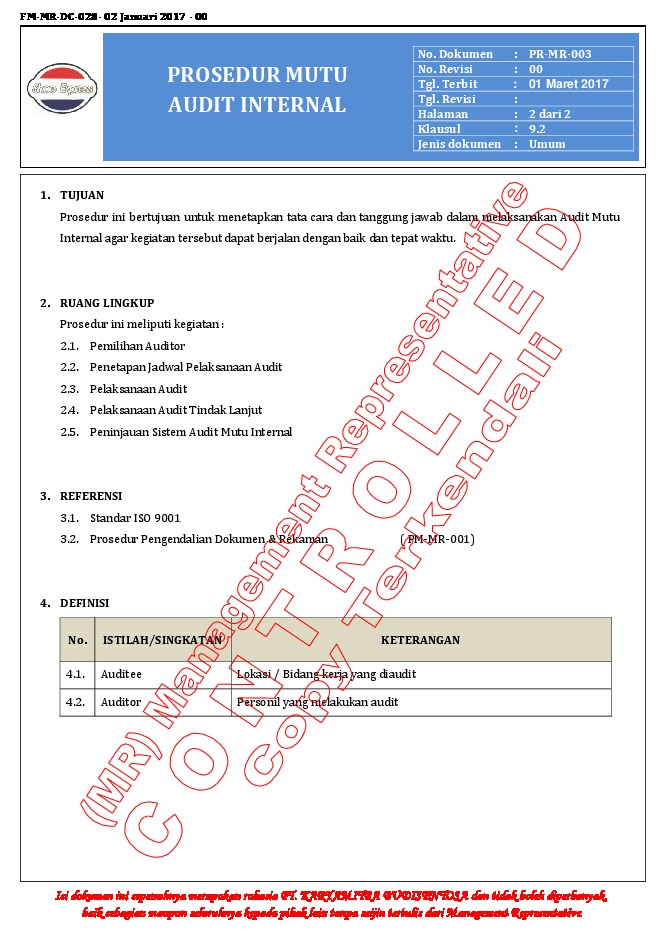 FM-MR-DC-028- 02 Januari 2017 - 00
Shoe Express
PROSEDUR MUTU
AUDIT INTERNAL
No. Dokumen : PR-MR-003
No. Revisi : 00
Tgl. Terbit : 01 Maret 2017
Tgl. Revisi :
Halaman : 2 dari 2
Klausul : 9.2
Jenis dokumen : Umum
1. TUJUAN
Prosedur ini bertujuan untuk menetapkan tata cara dan tanggung jawab dalam melaksanakan Audit Mutu
Internal agar kegiatan tersebut dapat berjalan dengan baik dan tepat waktu.
2. RUANG LINGKUP
Prosedur ini meliputi kegiatan :
2.1. Pemilihan Auditor
2.2. Penetapan Jadwal Pelaksanaan Audit
2.3. Pelaksanaan Audit
2.4. Pelaksanaan Audit Tindak Lanjut
2.5. Peninjauan Sistem Audit Mutu Internal
3. REFERENSI
3.1. Standar ISO 9001
3.2. Prosedur Pengendalian Dokumen & Rekaman ( PM-MR-001)
4. DEFINISI
No. ISTILAH/SINGKATAN KETERANGAN
4.1. Auditee Lokasi / Bidang kerja yang diaudit
4.2. Auditor Personil yang melakukan audit
(MR) Management Representative
CONTROLLED
Copy Terkendali
Isi dokumen ini sepenuhnya merupakan rahasia PT. KARYAMITRA BUDISENTOSA dan tidak boleh diperbanyak,
baik sebagian maupun seluruhnya kepada pihak lain tanpa seijin tertulis dari Management Representative